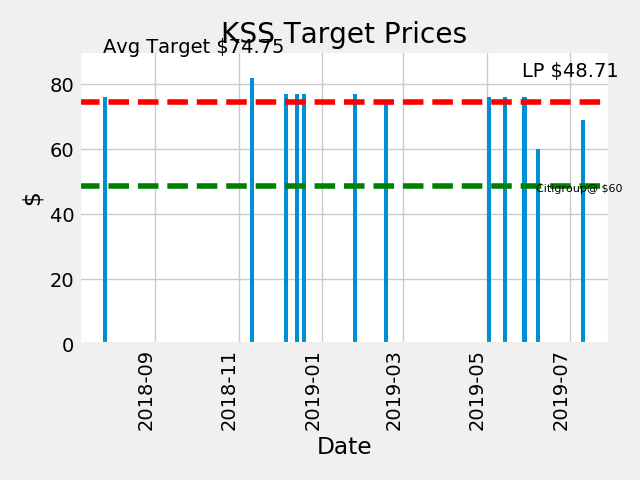 KSS Target Prices
Avg Target $74.75
LP $48.71
Citigroup@ $60
$
80
60
40
20
0
2018-09
2018-11
2019-01
2019-03
2019-05
2019-07
Date